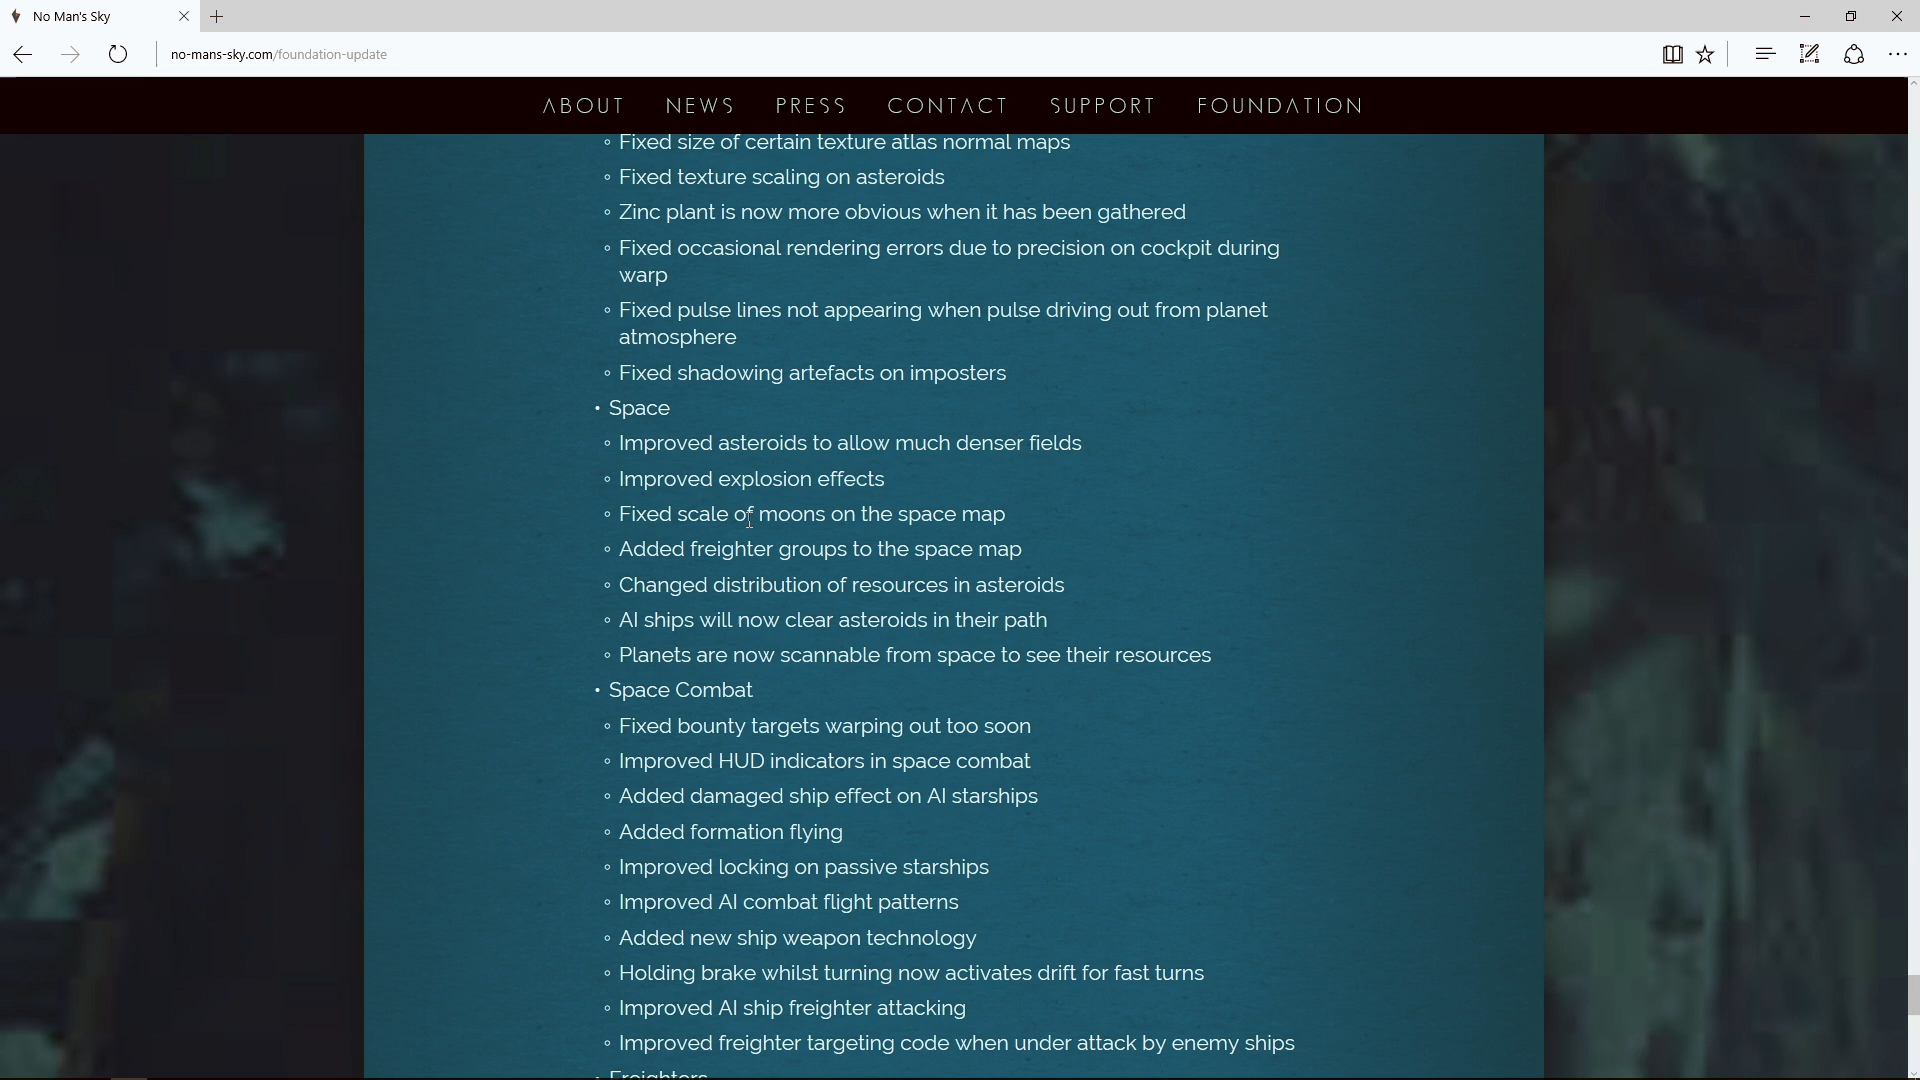 No Man's Sky
no-mans-sky.com/foundation-update
ABOUT NEWS PRESS CONTACT SUPPORT FOUNDATION
◦ Fixed size of certain texture atlas normal maps
◦ Fixed texture scaling on asteroids
◦ Zinc plant is now more obvious when it has been gathered
◦ Fixed occasional rendering errors due to precision on cockpit during
warp
◦ Fixed pulse lines not appearing when pulse driving out from planet
atmosphere
◦ Fixed shadowing artefacts on imposters
• Space
◦ Improved asteroids to allow much denser fields
◦ Improved explosion effects
◦ Fixed scale of moons on the space map
◦ Added freighter groups to the space map
◦ Changed distribution of resources in asteroids
◦ AI ships will now clear asteroids in their path
◦ Planets are now scannable from space to see their resources
• Space Combat
◦ Fixed bounty targets warping out too soon
◦ Improved HUD indicators in space combat
◦ Added damaged ship effect on AI starships
◦ Added formation flying
◦ Improved locking on passive starships
◦ Improved AI combat flight patterns
◦ Added new ship weapon technology
◦ Holding brake whilst turning now activates drift for fast turns
◦ Improved AI ship freighter attacking
◦ Improved freighter targeting code when under attack by enemy ships
• Freighters